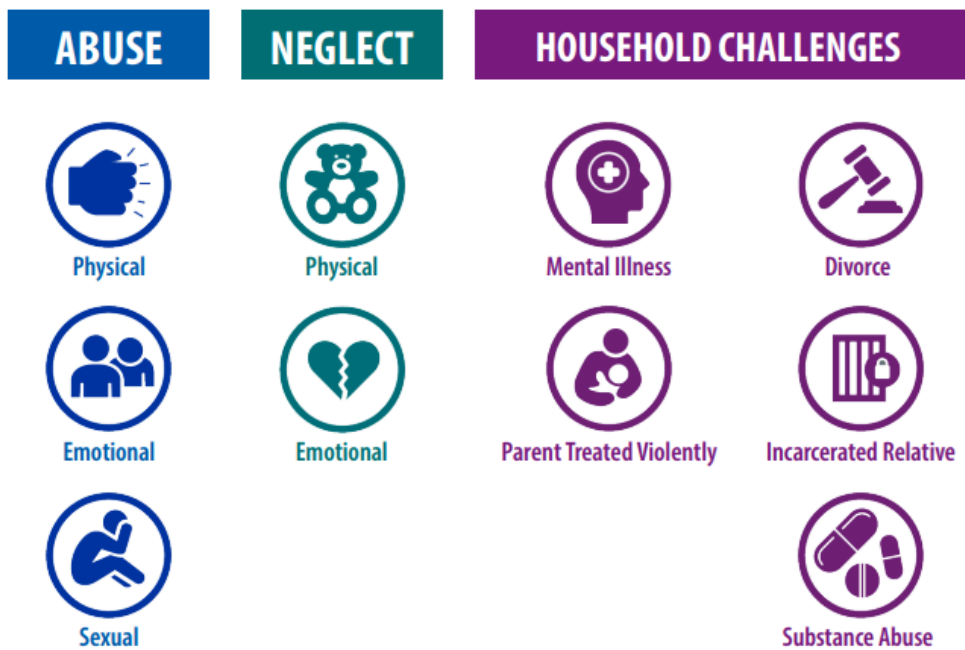 ABUSE
NEGLECT
HOUSEHOLD CHALLENGES
Physical
Physical
Mental Illness
Divorce
Emotional
Emotional
Parent Treated Violently
Incarcerated Relative
Sexual
Substance Abuse